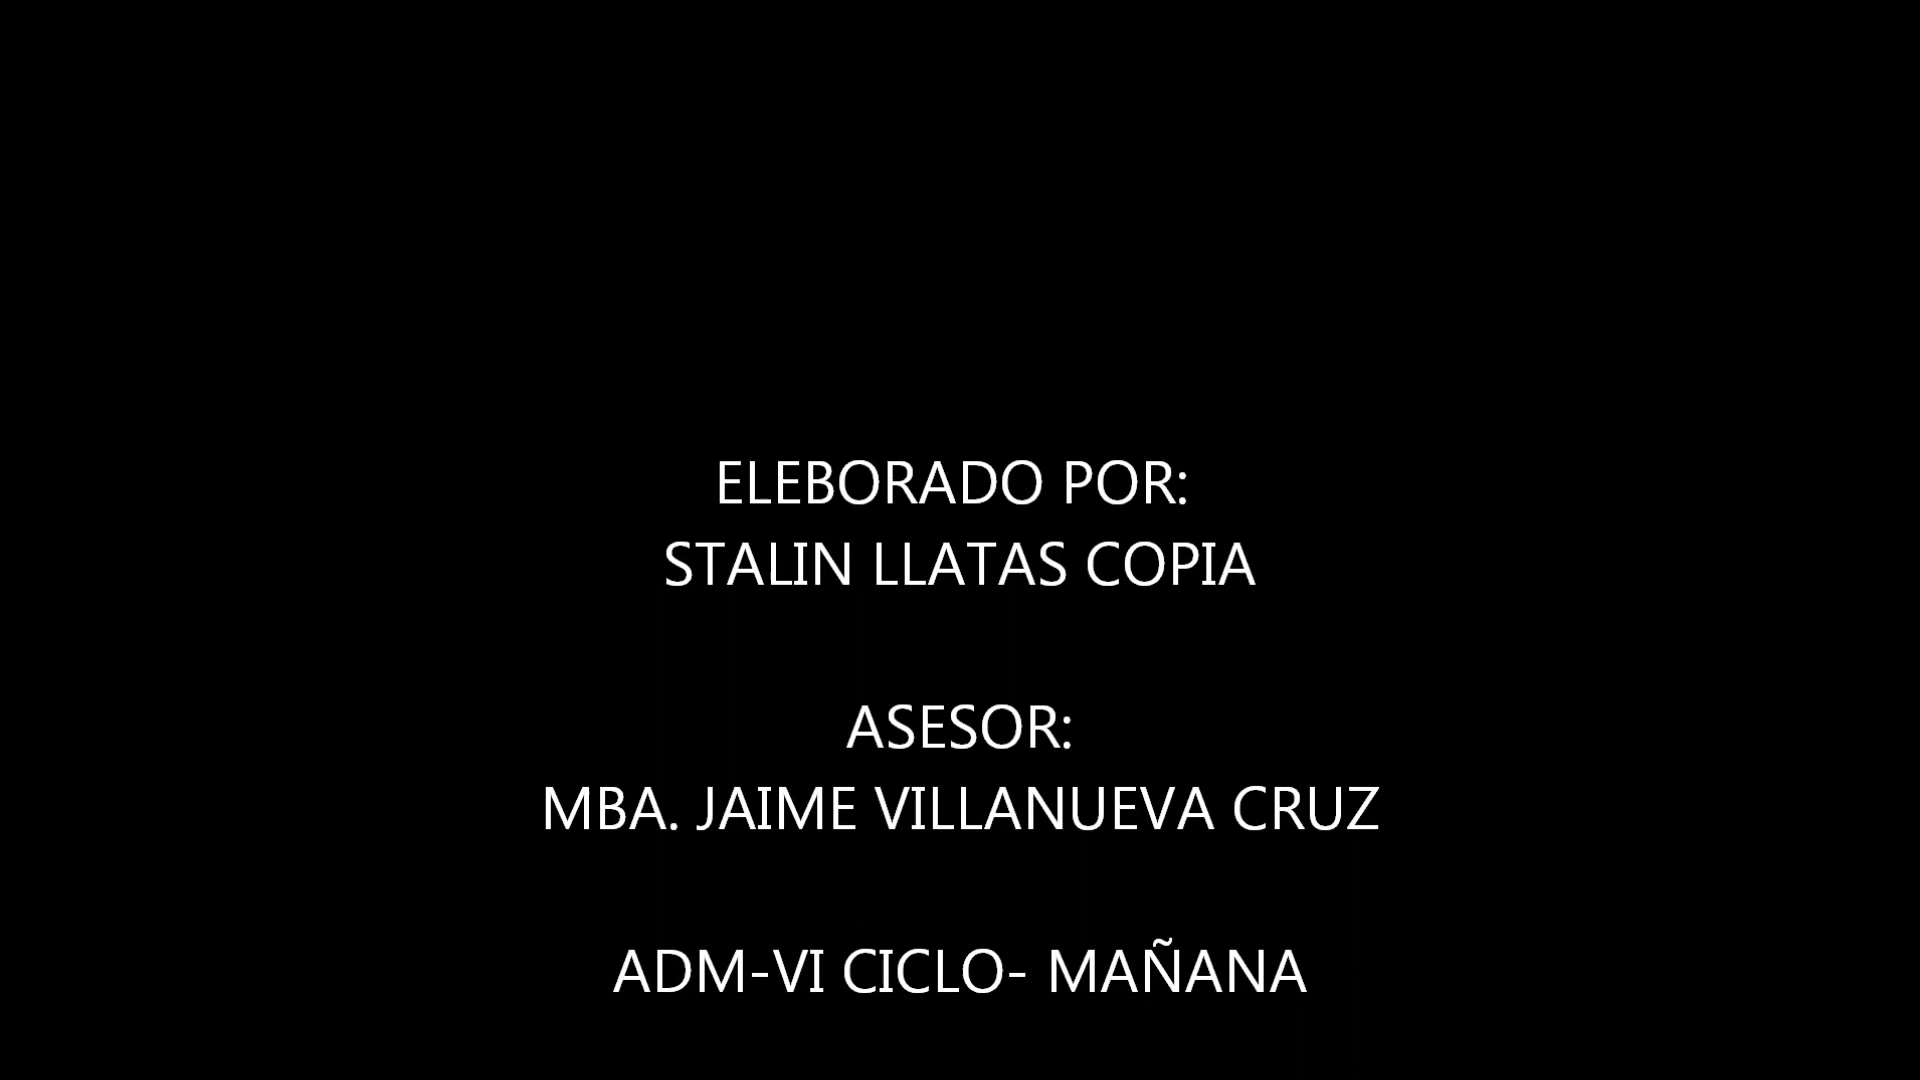 ELEBORADO POR:
STALIN LLATAS COPIA
ASESOR:
MBA. JAIME VILLANUEVA CRUZ
ADM-VI CICLO- MAÑANA